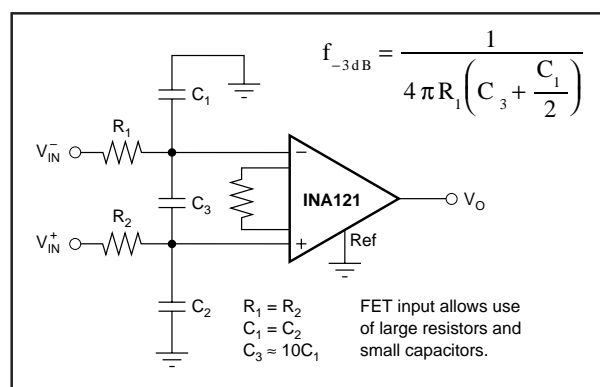 f₋₃dB = 1 / (4πR₁(C₃ + C₁/2))
C₁
R₁
V⁻IN
C₃
INA121
−
+
Vₒ
R₂
V⁺IN
Ref
C₂
R₁ = R₂
C₁ = C₂
C₃ ≈ 10C₁
FET input allows use
of large resistors and
small capacitors.